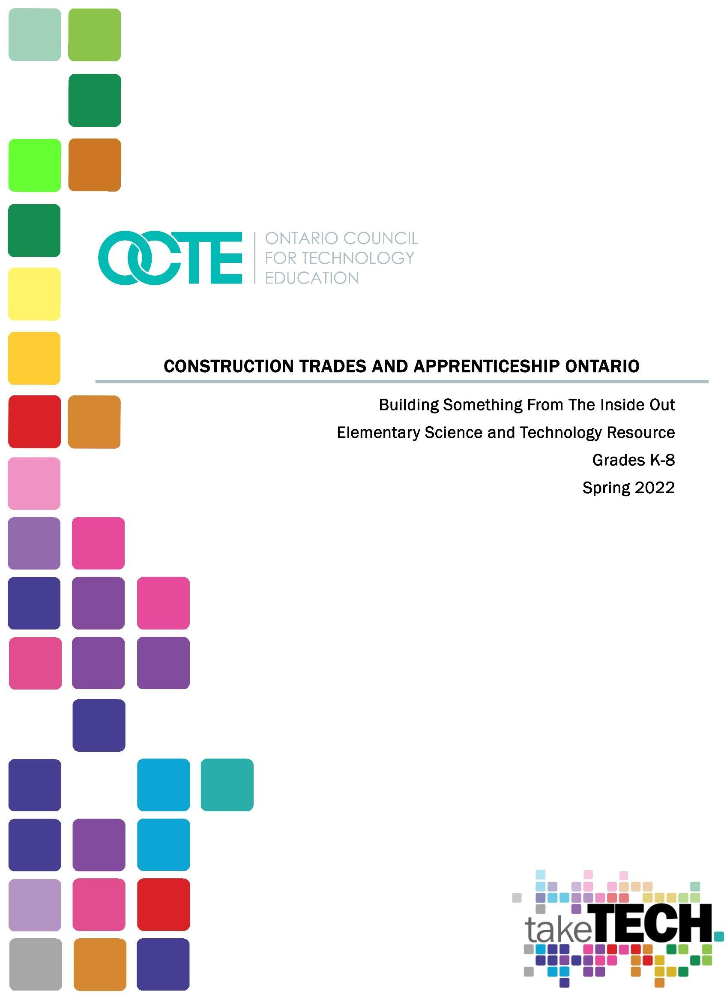 OCTE
ONTARIO COUNCIL
FOR TECHNOLOGY
EDUCATION
CONSTRUCTION TRADES AND APPRENTICESHIP ONTARIO
Building Something From The Inside Out
Elementary Science and Technology Resource
Grades K-8
Spring 2022
takeTECH.